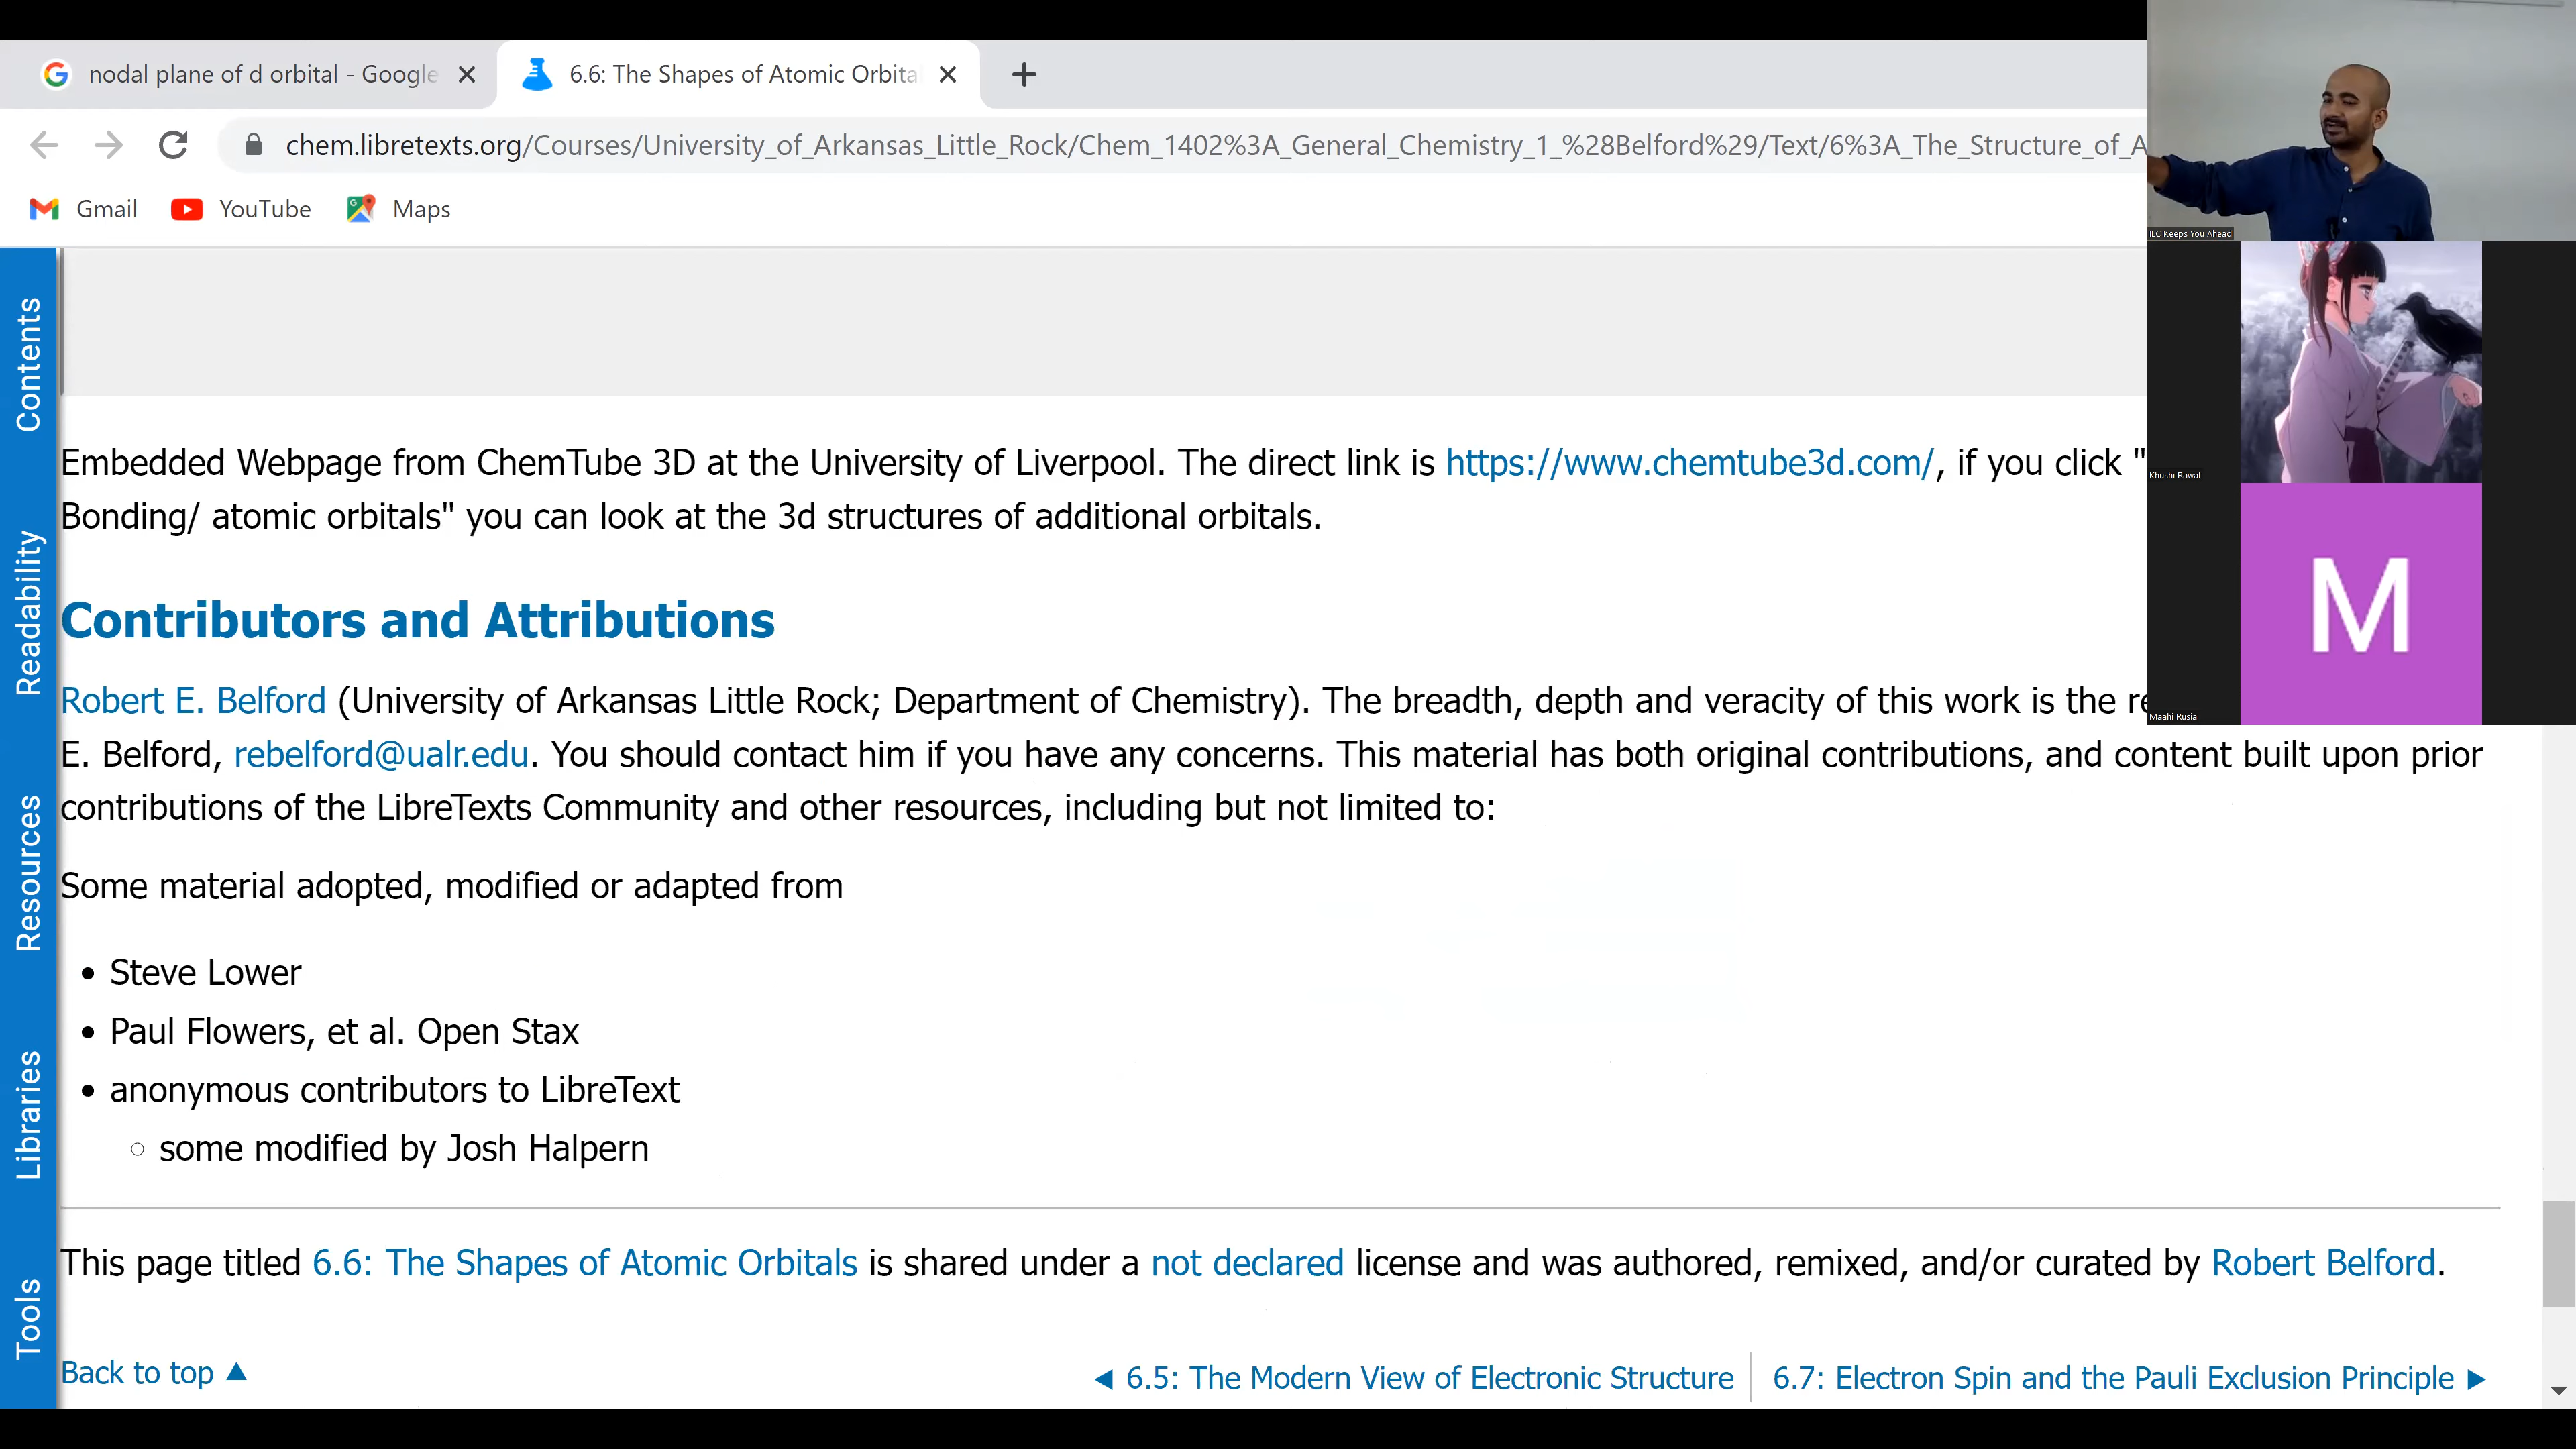 nodal plane of d orbital - Google
6.6: The Shapes of Atomic Orbita
chem.libretexts.org/Courses/University_of_Arkansas_Little_Rock/Chem_1402%3A_General_Chemistry_1_%28Belford%29/Text/6%3A_The_Structure_of_A
Gmail
YouTube
Maps
ILC Keeps You Ahead
Khushi Rawat
M
Maahi Rusia
Contents
Readability
Resources
Libraries
Tools
Embedded Webpage from ChemTube 3D at the University of Liverpool. The direct link is https://www.chemtube3d.com/, if you click "
Bonding/ atomic orbitals" you can look at the 3d structures of additional orbitals.
Contributors and Attributions
Robert E. Belford (University of Arkansas Little Rock; Department of Chemistry). The breadth, depth and veracity of this work is the re
E. Belford, rebelford@ualr.edu. You should contact him if you have any concerns. This material has both original contributions, and content built upon prior
contributions of the LibreTexts Community and other resources, including but not limited to:
Some material adopted, modified or adapted from
• Steve Lower
• Paul Flowers, et al. Open Stax
• anonymous contributors to LibreText
○ some modified by Josh Halpern
This page titled 6.6: The Shapes of Atomic Orbitals is shared under a not declared license and was authored, remixed, and/or curated by Robert Belford.
Back to top ▲
◀ 6.5: The Modern View of Electronic Structure
6.7: Electron Spin and the Pauli Exclusion Principle ▶